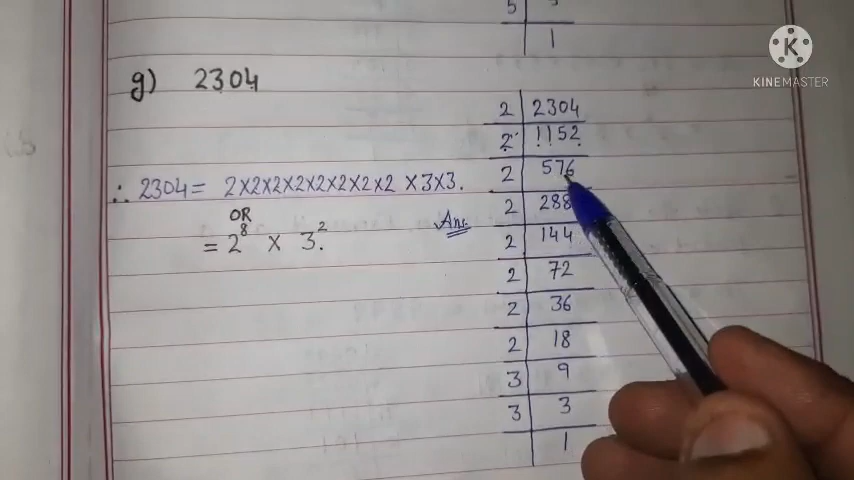 5
1
K
KINEMASTER
g) 2304
2 | 2304
2 | 1152
2 | 576
2 | 288
2 | 144
2 | 72
2 | 36
2 | 18
3 | 9
3 | 3
1
∴ 2304 = 2×2×2×2×2×2×2×2 ×3×3.
OR
= 2⁸ × 3².
Ans.